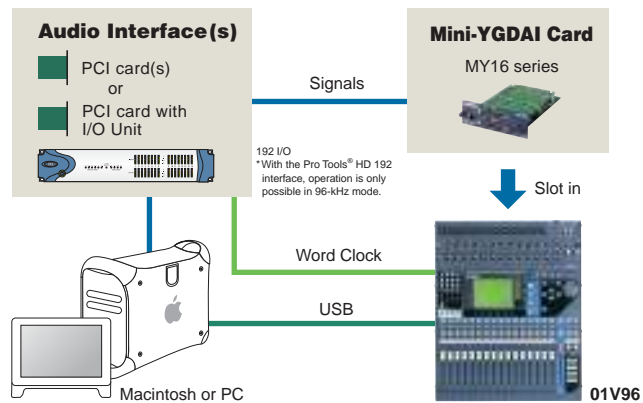 Audio Interface(s)
PCI card(s)
or
PCI card with
I/O Unit
Signals
Mini-YGDAI Card
MY16 series
192 I/O
*With the Pro Tools® HD 192
interface, operation is only
possible in 96-kHz mode.
Slot in
Word Clock
USB
Macintosh or PC
01V96